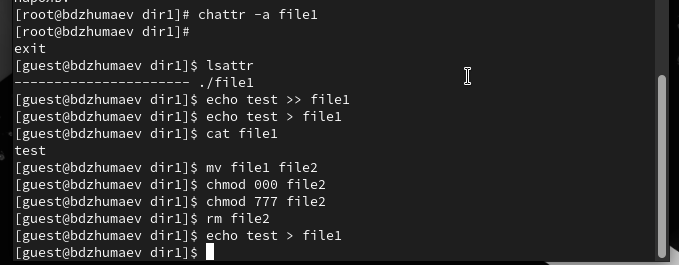 пароль:
[root@bdzhumaev dir1]# chattr -a file1
[root@bdzhumaev dir1]#
exit
[guest@bdzhumaev dir1]$ lsattr
---------------------- ./file1
[guest@bdzhumaev dir1]$ echo test >> file1
[guest@bdzhumaev dir1]$ echo test > file1
[guest@bdzhumaev dir1]$ cat file1
test
[guest@bdzhumaev dir1]$ mv file1 file2
[guest@bdzhumaev dir1]$ chmod 000 file2
[guest@bdzhumaev dir1]$ chmod 777 file2
[guest@bdzhumaev dir1]$ rm file2
[guest@bdzhumaev dir1]$ echo test > file1
[guest@bdzhumaev dir1]$